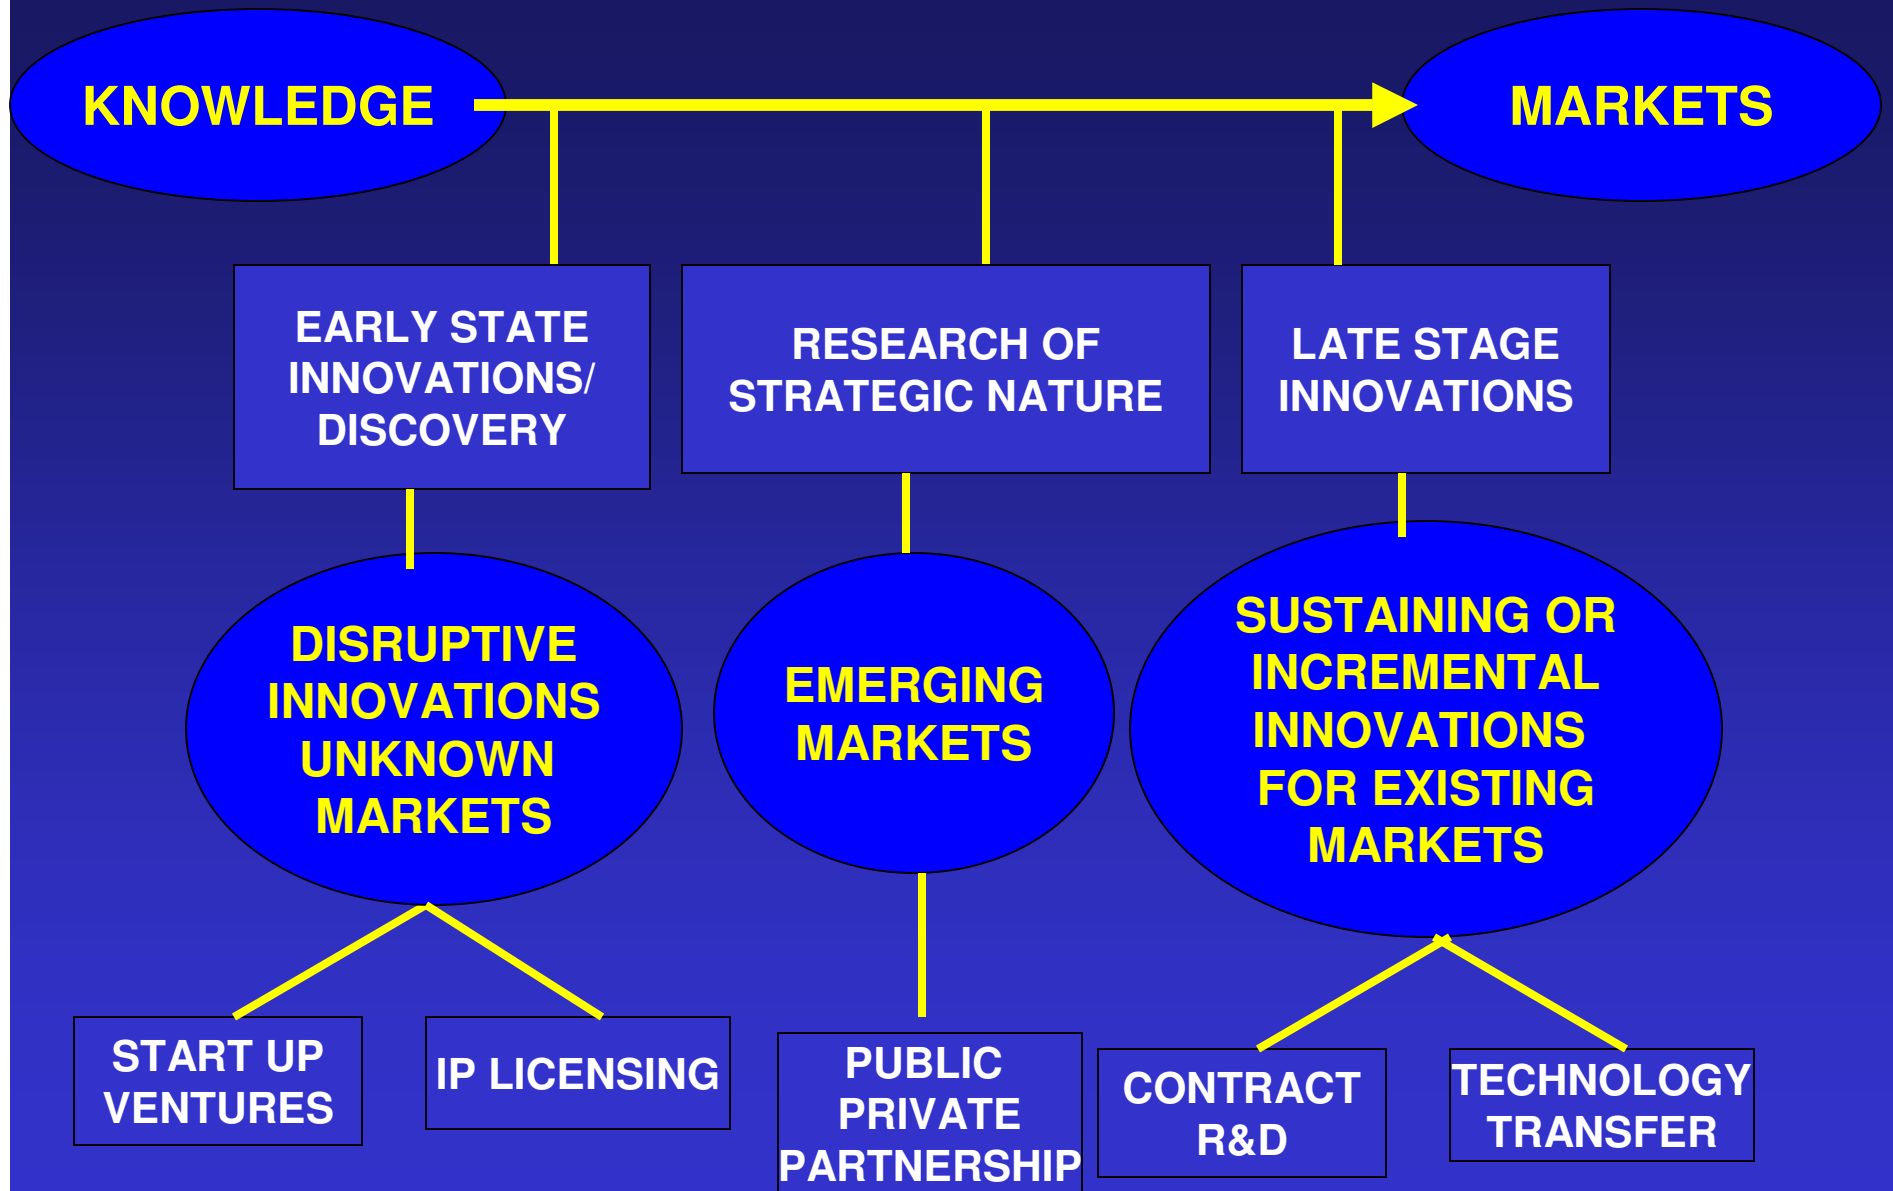 KNOWLEDGE
MARKETS
EARLY STATE
INNOVATIONS/
DISCOVERY
RESEARCH OF
STRATEGIC NATURE
LATE STAGE
INNOVATIONS
DISRUPTIVE
INNOVATIONS
UNKNOWN
MARKETS
EMERGING
MARKETS
SUSTAINING OR
INCREMENTAL
INNOVATIONS
FOR EXISTING
MARKETS
START UP
VENTURES
IP LICENSING
PUBLIC
PRIVATE
PARTNERSHIP
CONTRACT
R&D
TECHNOLOGY
TRANSFER